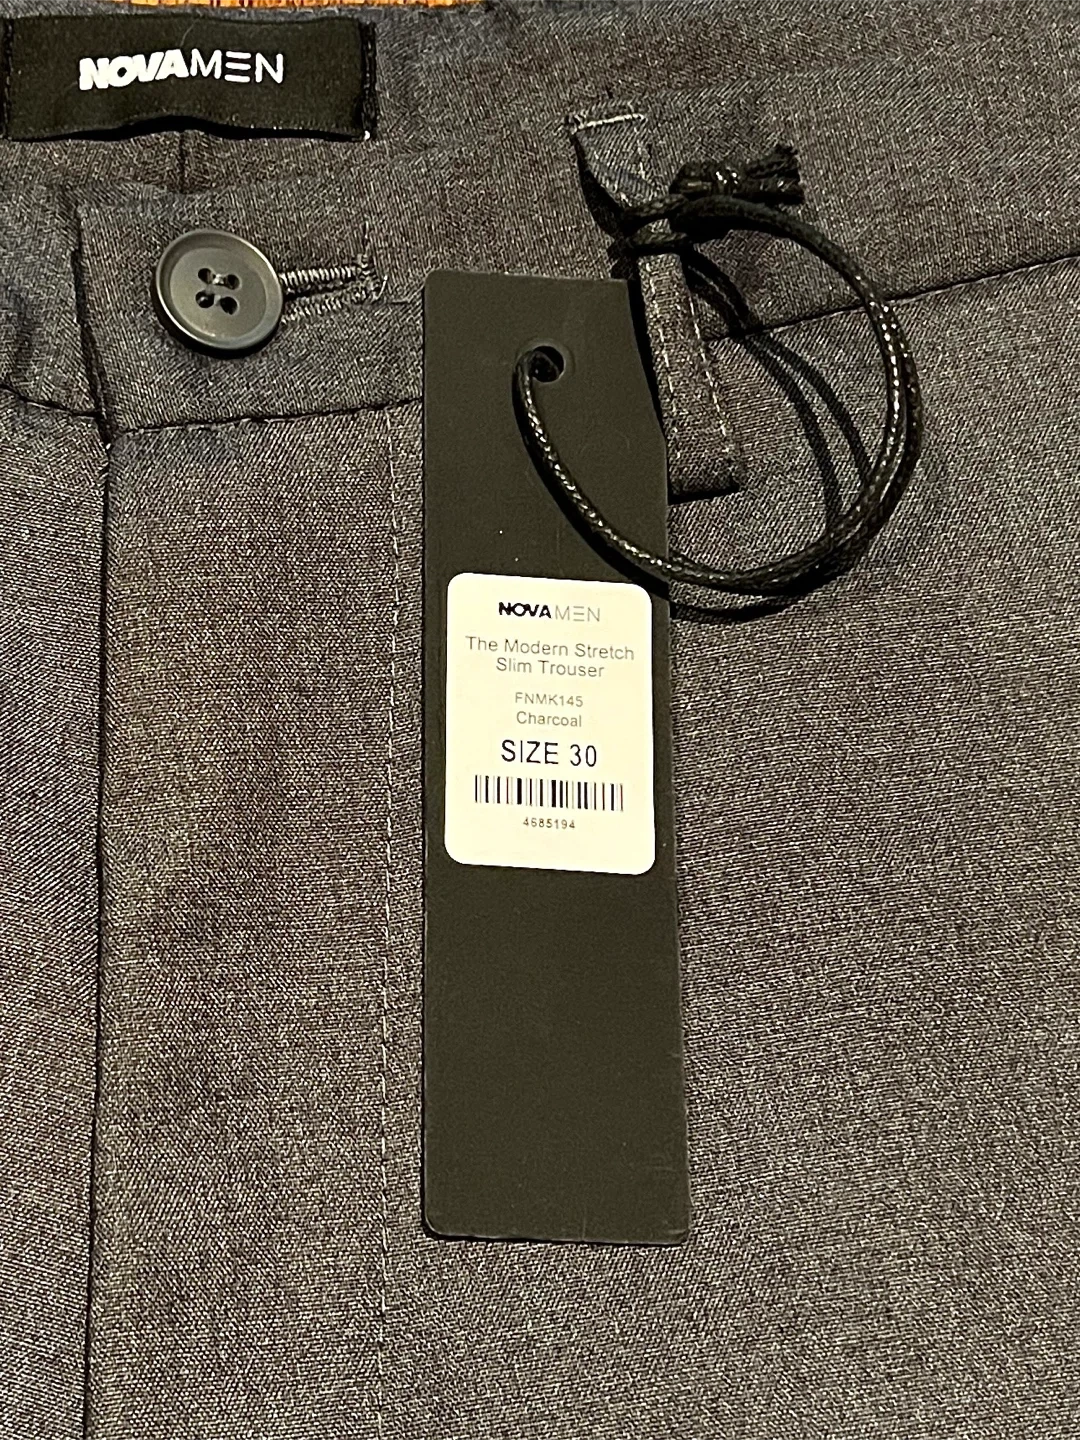 NOVAMEN
NOVAMEN
The Modern Stretch
Slim Trouser
FNMK145
Charcoal
SIZE 30
4685194